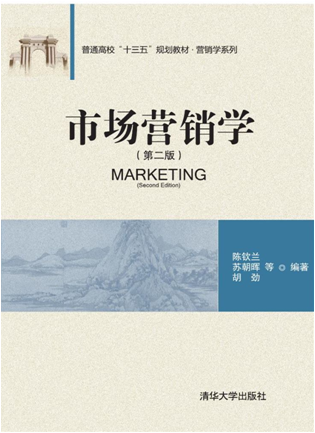 普通高校“十三五”规划教材·营销学系列
市场营销学
（第二版）
MARKETING
(Second Edition)
陈钦兰
苏朝晖 等 ◎ 编著
胡 劲
清华大学出版社